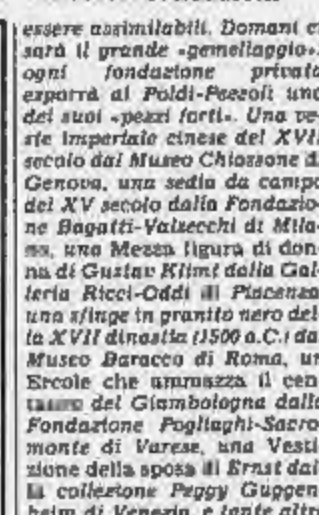 essere assimilabili. Domani ci
sarà il grande «gemellaggio»:
ogni fondazione privata
esporrà al Poldi-Pezzoli uno
dei suoi «pezzi forti». Una ve-
ste imperiale cinese del XVII
secolo dal Museo Chiossone di
Genova, una sedia da campo
del XV secolo dalla Fondazio-
ne Bagatti-Valsecchi di Mila-
no, una Mezza figura di don-
na di Gustav Klimt dalla Gal-
leria Ricci-Oddi di Piacenza,
una sfinge in granito nero del-
la XVII dinastia (1500 a.C.) dal
Museo Baracco di Roma, un
Ercole che ammazza il cen-
tauro del Giambologna dalla
Fondazione Pogliaghi-Sacro-
monte di Varese, una Vesti-
zione della sposa di Ernst dal-
la collezione Peggy Guggen-
heim di Venezia, e tante altre